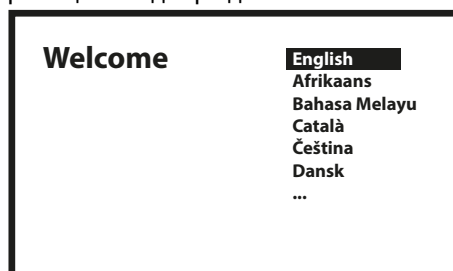 Welcome
English
Afrikaans
Bahasa Melayu
Català
Čeština
Dansk
...